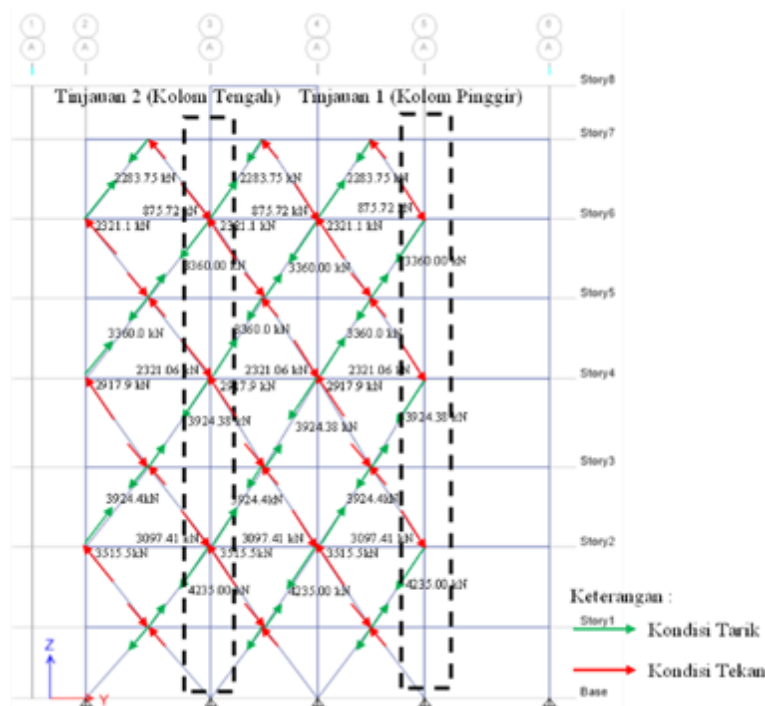 1 2 3 4 5 6
A A A A A A
Story8
Tinjauan 2 (Kolom Tengah) Tinjauan 1 (Kolom Pinggir)
Story7
2283.75 kN 2283.75 kN 2283.75 kN
875.72 kN 875.72 kN 875.72 kN
Story6
2321.1 kN 2321.1 kN 2321.1 kN
3360.00 kN 3360.00 kN 3360.00 kN
Story5
3360.0 kN 3360.0 kN 3360.0 kN
2321.06 kN 2321.06 kN 2321.06 kN
Story4
2917.9 kN 2917.9 kN 2917.9 kN
3924.38 kN 3924.38 kN 3924.38 kN
Story3
3924.4kN 3924.4kN 3924.4kN
3097.41 kN 3097.41 kN 3097.41 kN
Story2
3515.5kN 3515.5kN 3515.5kN
4235.00 kN 4235.00 kN 4235.00 kN
Keterangan :
Story1
Kondisi Tarik
Z
Kondisi Tekan
Y
Base